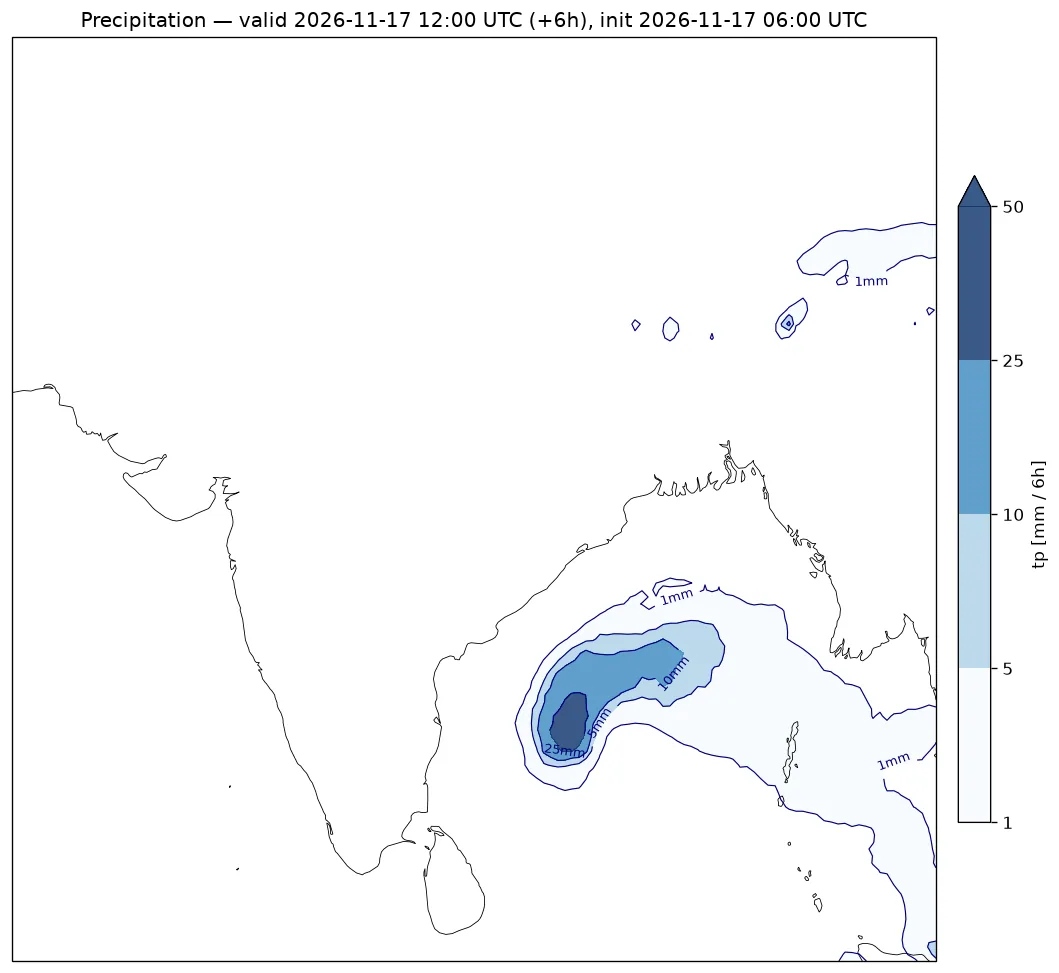 Precipitation — valid 2026-11-17 12:00 UTC (+6h), init 2026-11-17 06:00 UTC
50
1mm
25
tp [mm / 6h]
10
1mm
10mm
5
5mm
25mm
1mm
1